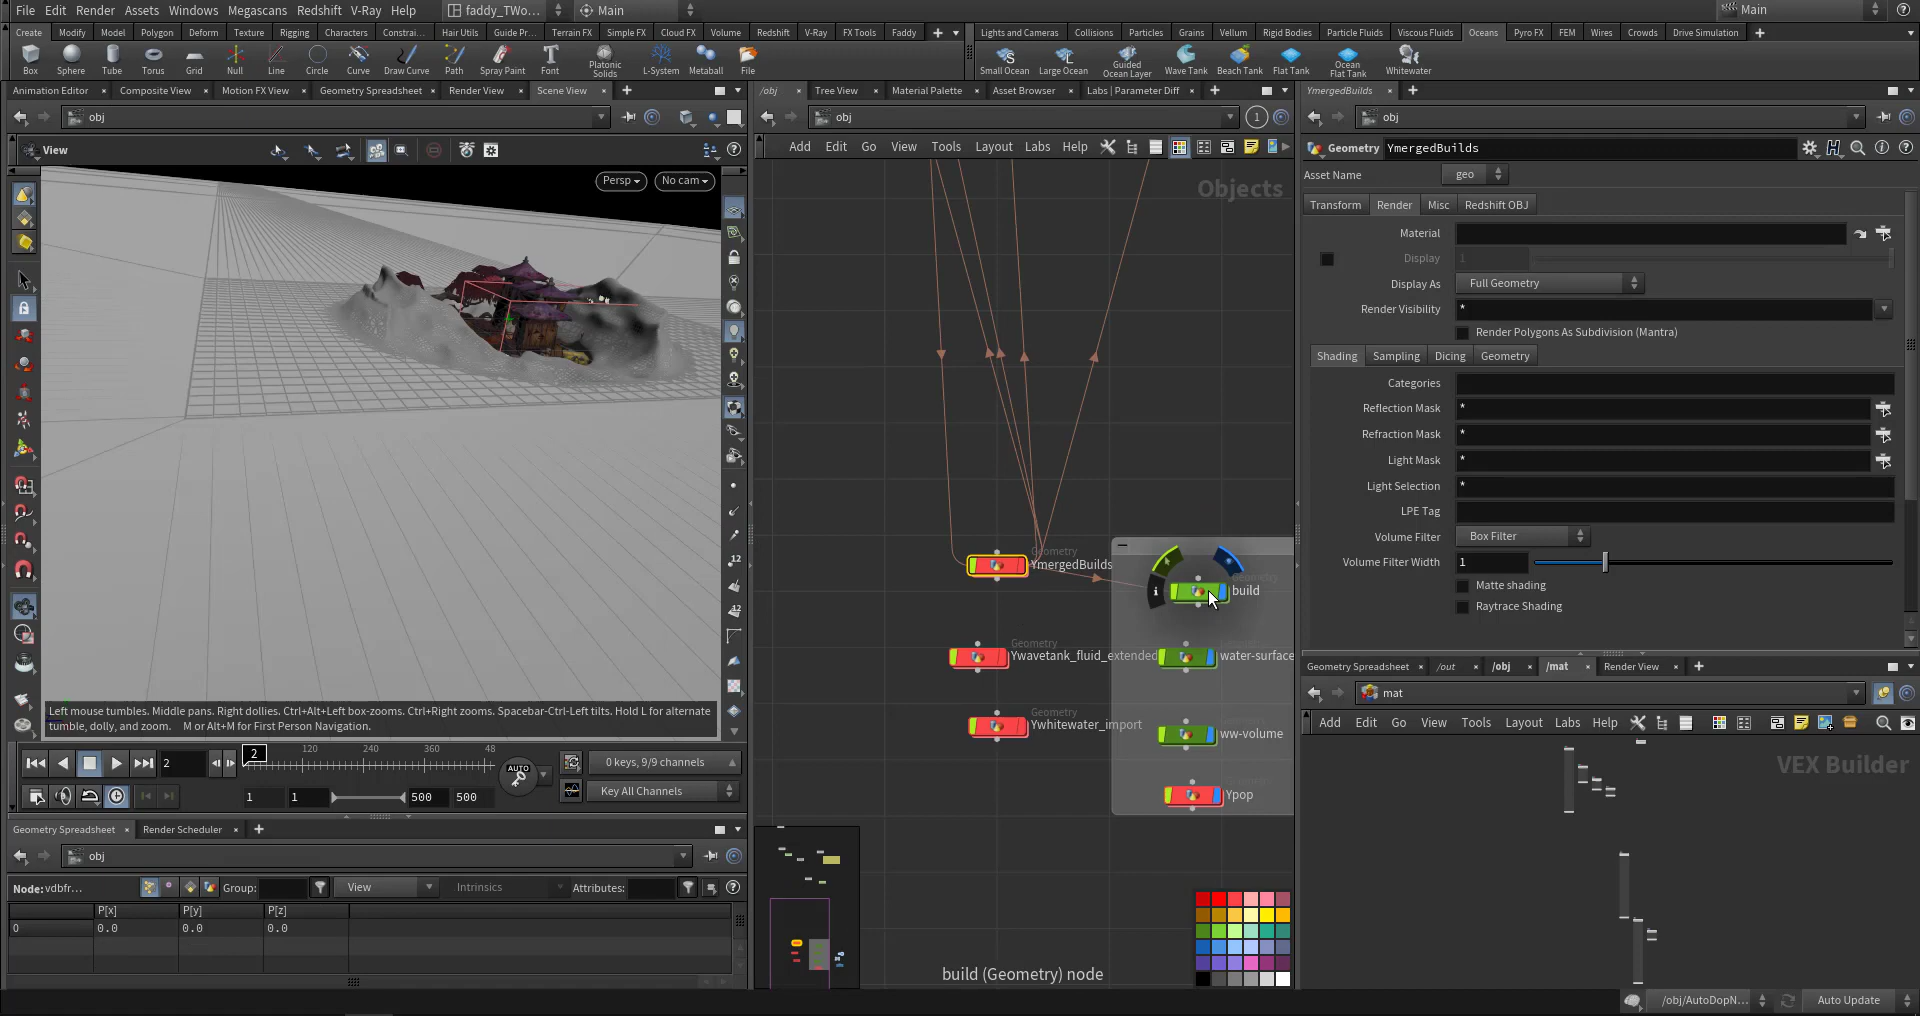 File Edit Render Assets Windows Megascans Redshift V-Ray Help faddy_TWo... Main Main
Create Modify Model Polygon Deform Texture Rigging Characters Constrai... Hair Utils Guide Pr... Terrain FX Simple FX Cloud FX Volume Redshift V-Ray FX Tools Faddy
Lights and Cameras Collisions Particles Grains Vellum Rigid Bodies Particle Fluids Viscous Fluids Oceans Pyro FX FEM Wires Crowds Drive Simulation
Box Sphere Tube Torus Grid Null Line Circle Curve Draw Curve Path Spray Paint Font Platonic Solids L-System Metaball File
Small Ocean Large Ocean Guided Ocean Layer Wave Tank Beach Tank Flat Tank Ocean Flat Tank Whitewater
Animation Editor Composite View Motion FX View Geometry Spreadsheet Render View Scene View
obj
View
Persp No cam
Left mouse tumbles. Middle pans. Right dollies. Ctrl+Alt+Left box-zooms. Ctrl+Right zooms. Spacebar-Ctrl-Left tilts. Hold L for alternate
tumble, dolly, and zoom. M or Alt+M for First Person Navigation.
12
12
2 2 120 240 360 48
AUTO
0 keys, 9/9 channels
1 1 500 500
Key All Channels
Geometry Spreadsheet Render Scheduler
obj
Node: vdbfr... Group: View Intrinsics Attributes:
P[x] P[y] P[z]
0 0.0 0.0 0.0
/obj Tree View Material Palette Asset Browser Labs | Parameter Diff
obj 1
Add Edit Go View Tools Layout Labs Help
Objects
Geometry
YmergedBuilds
build
Geometry
Ywavetank_fluid_extended
water-surface
Geometry
Ywhitewater_import
ww-volume
Ypop
build (Geometry) node
YmergedBuilds
obj
Geometry YmergedBuilds
Asset Name geo
Transform Render Misc Redshift OBJ
Material
Display 1
Display As Full Geometry
Render Visibility *
Render Polygons As Subdivision (Mantra)
Shading Sampling Dicing Geometry
Categories
Reflection Mask *
Refraction Mask *
Light Mask *
Light Selection *
LPE Tag
Volume Filter Box Filter
Volume Filter Width 1
Matte shading
Raytrace Shading
Geometry Spreadsheet /out /obj /mat Render View
mat
Add Edit Go View Tools Layout Labs Help
VEX Builder
/obj/AutoDopN... Auto Update